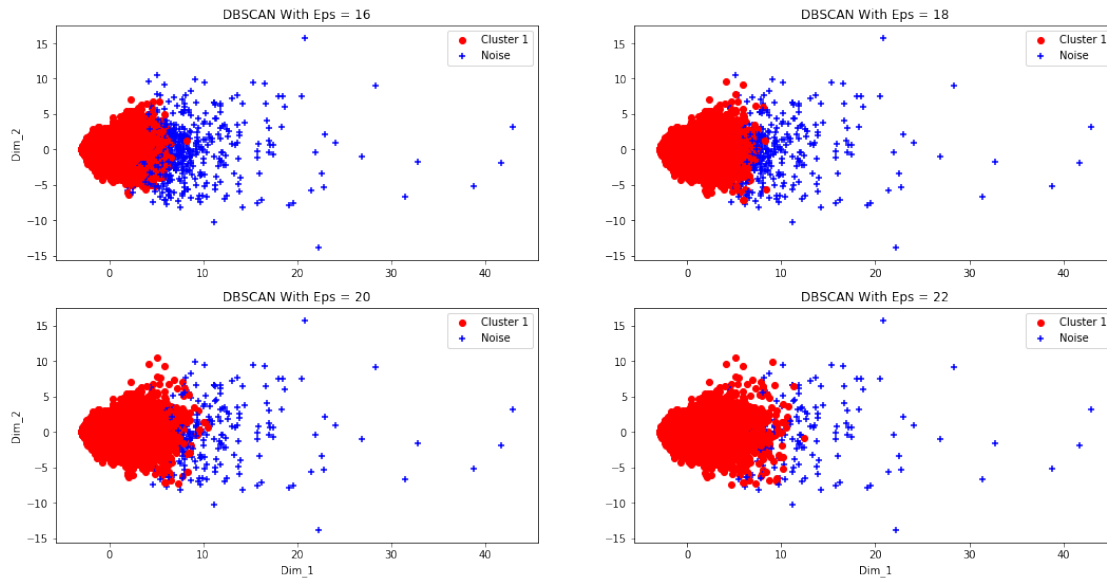 DBSCAN With Eps = 16
Cluster 1
Noise
Dim_2
15
10
5
0
−5
−10
−15
0 10 20 30 40
DBSCAN With Eps = 18
Cluster 1
Noise
15
10
5
0
−5
−10
−15
0 10 20 30 40
DBSCAN With Eps = 20
Cluster 1
Noise
Dim_2
15
10
5
0
−5
−10
−15
0 10 20 30 40
Dim_1
DBSCAN With Eps = 22
Cluster 1
Noise
15
10
5
0
−5
−10
−15
0 10 20 30 40
Dim_1